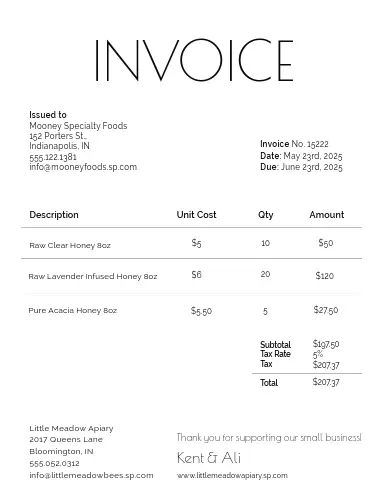 INVOICE
Issued to
Mooney Specialty Foods
152 Porters St.,
Indianapolis, IN
555.122.1381
info@mooneyfoods.sp.com
Invoice No. 15222
Date: May 23rd, 2025
Due: June 23rd, 2025
Description Unit Cost Qty Amount
Raw Clear Honey 8oz $5 10 $50
Raw Lavender Infused Honey 8oz $6 20 $120
Pure Acacia Honey 8oz $5.50 5 $27.50
Subtotal $197.50
Tax Rate 5%
Tax $207.37
Total $207.37
Little Meadow Apiary
2017 Queens Lane
Bloomington, IN
555.052.0312
info@littlemeadowbees.sp.com
Thank you for supporting our small business!
Kent & Ali
www.littlemeadowapiary.sp.com